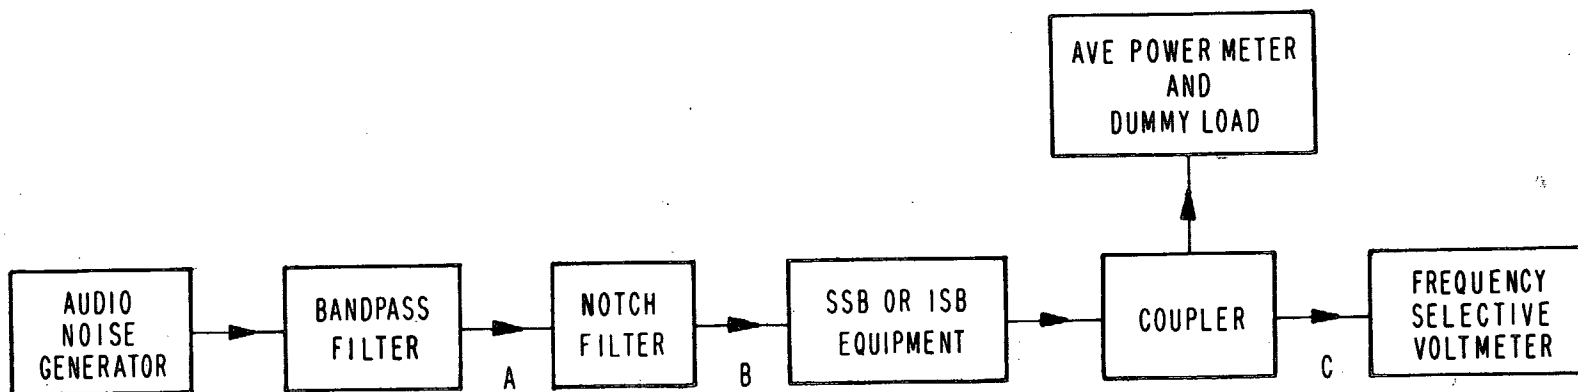 AVE POWER METER
AND
DUMMY LOAD
AUDIO
NOISE
GENERATOR
BANDPASS
FILTER
A
NOTCH
FILTER
B
SSB OR ISB
EQUIPMENT
COUPLER
C
FREQUENCY
SELECTIVE
VOLTMETER